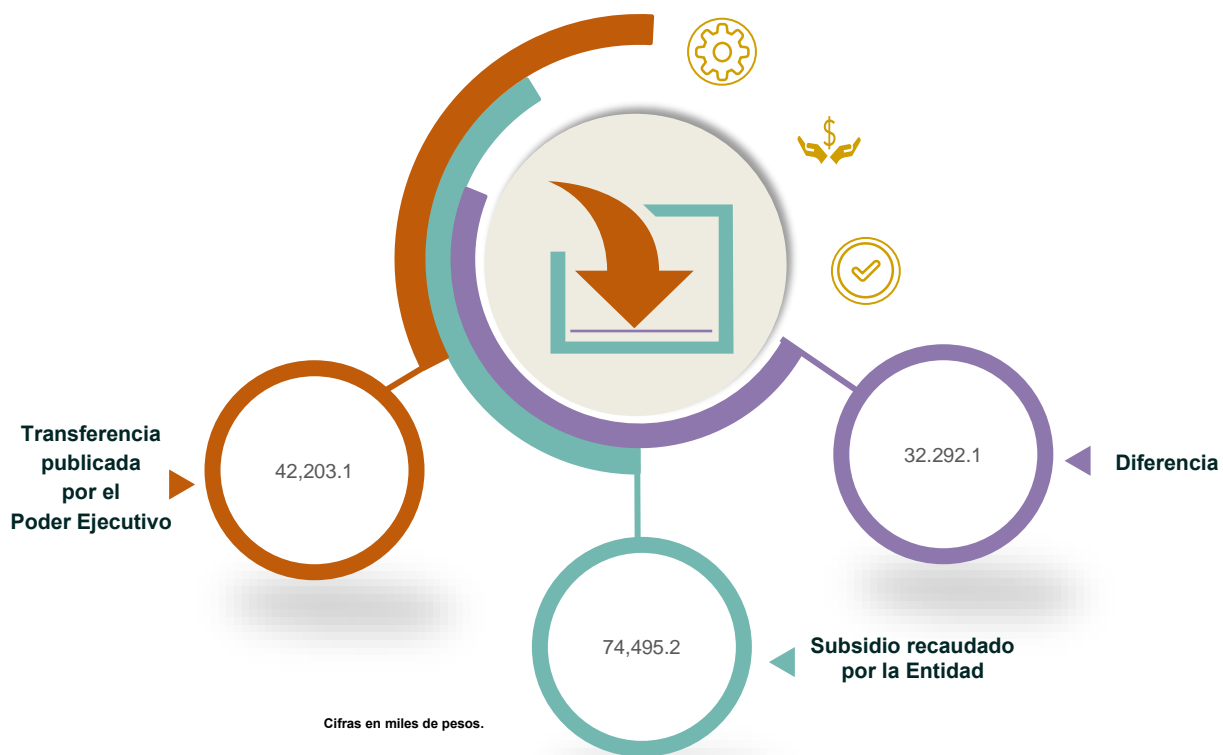 Transferencia
publicada
por el
Poder Ejecutivo
42,203.1
32.292.1
Diferencia
74,495.2
Subsidio recaudado
por la Entidad
Cifras en miles de pesos.
$